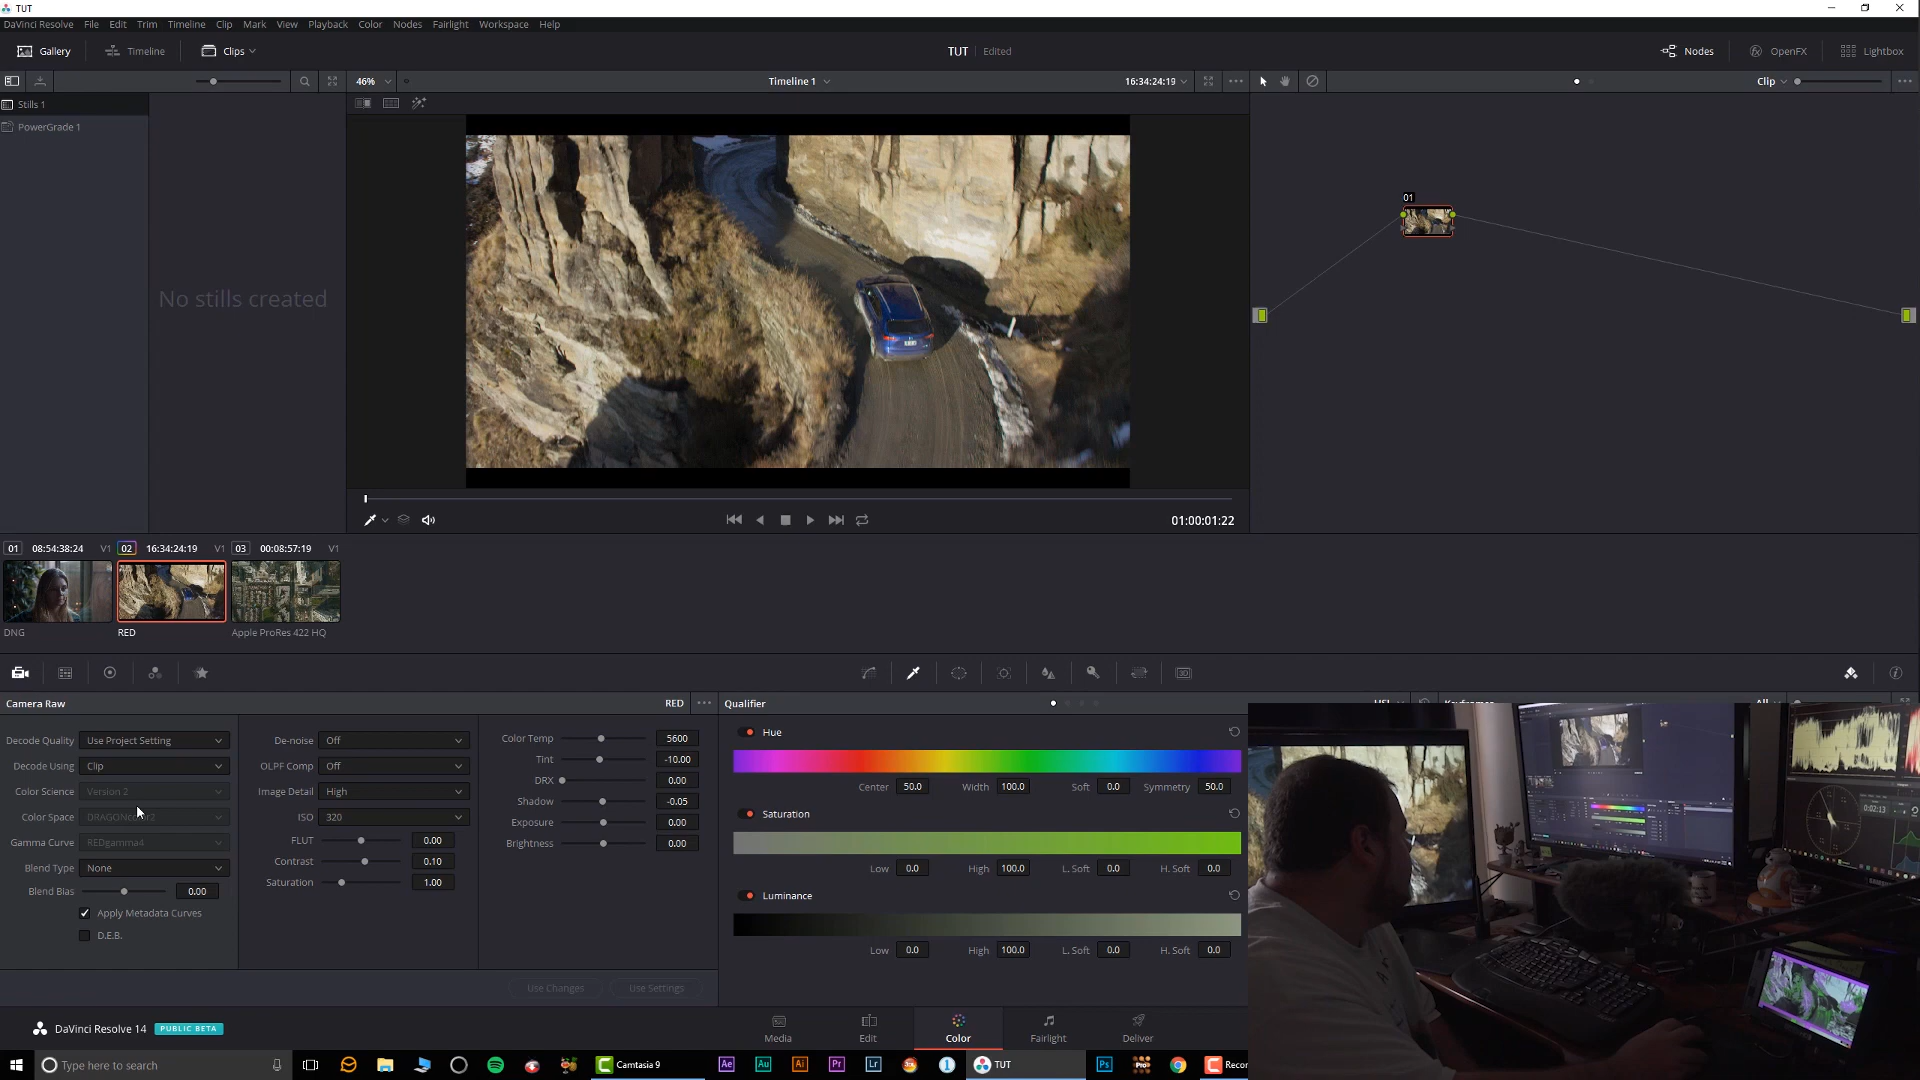 TUT
DaVinci Resolve File Edit Trim Timeline Clip Mark View Playback Color Nodes Fairlight Workspace Help
Gallery Timeline Clips TUT Edited Nodes OpenFX Lightbox
46% Timeline 1 16:34:24:19 Clip
Stills 1
PowerGrade 1
No stills created
01
01:00:01:22
01 08:54:38:24 V1 02 16:34:24:19 V1 03 00:08:57:19 V1
DNG RED Apple ProRes 422 HQ
Camera Raw RED Qualifier
Decode Quality Use Project Setting
Decode Using Clip
Color Science Version 2
Color Space
Gamma Curve REDgamma4
Blend Type None
Blend Bias 0.00
Apply Metadata Curves
D.E.B.
De-noise Off
OLPF Comp Off
Image Detail High
ISO 320
FLUT 0.00
Contrast 0.10
Saturation 1.00
Color Temp 5600
Tint -10.00
DRX 0.00
Shadow -0.05
Exposure 0.00
Brightness 0.00
Use Changes Use Settings
Hue
Center 50.0 Width 100.0 Soft 0.0 Symmetry 50.0
Saturation
Low 0.0 High 100.0 L. Soft 0.0 H. Soft 0.0
Luminance
Low 0.0 High 100.0 L. Soft 0.0 H. Soft 0.0
DaVinci Resolve 14 PUBLIC BETA
Media Edit Color Fairlight Deliver
Type here to search Camtasia 9 Ae Au Ai Pr Lr TUT Ps Recor